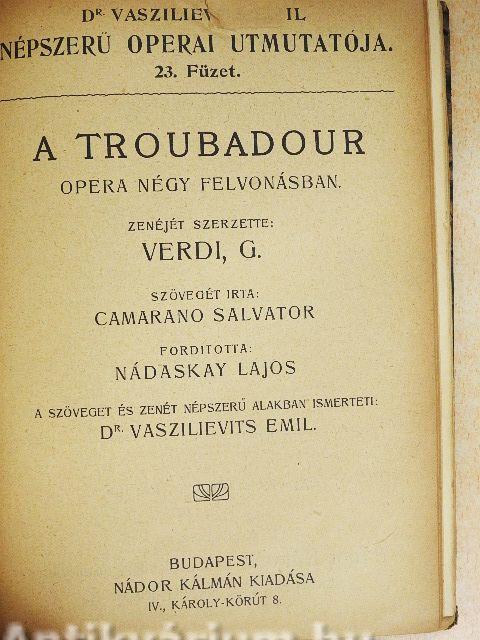 DR. VASZILIEV IL
NÉPSZERŰ OPERAI UTMUTATÓJA.
23. Füzet.
A TROUBADOUR
OPERA NÉGY FELVONÁSBAN.
ZENÉJÉT SZERZETTE:
VERDI, G.
SZÖVEGÉT IRTA:
CAMARANO SALVATOR
FORDITOTTA:
NÁDASKAY LAJOS
A SZÖVEGET ÉS ZENÉT NÉPSZERŰ ALAKBAN ISMERTETI:
DR. VASZILIEVITS EMIL.
BUDAPEST,
NÁDOR KÁLMÁN KIADÁSA
IV., KÁROLY-KÖRÚT 8.
Antikvárium.hu